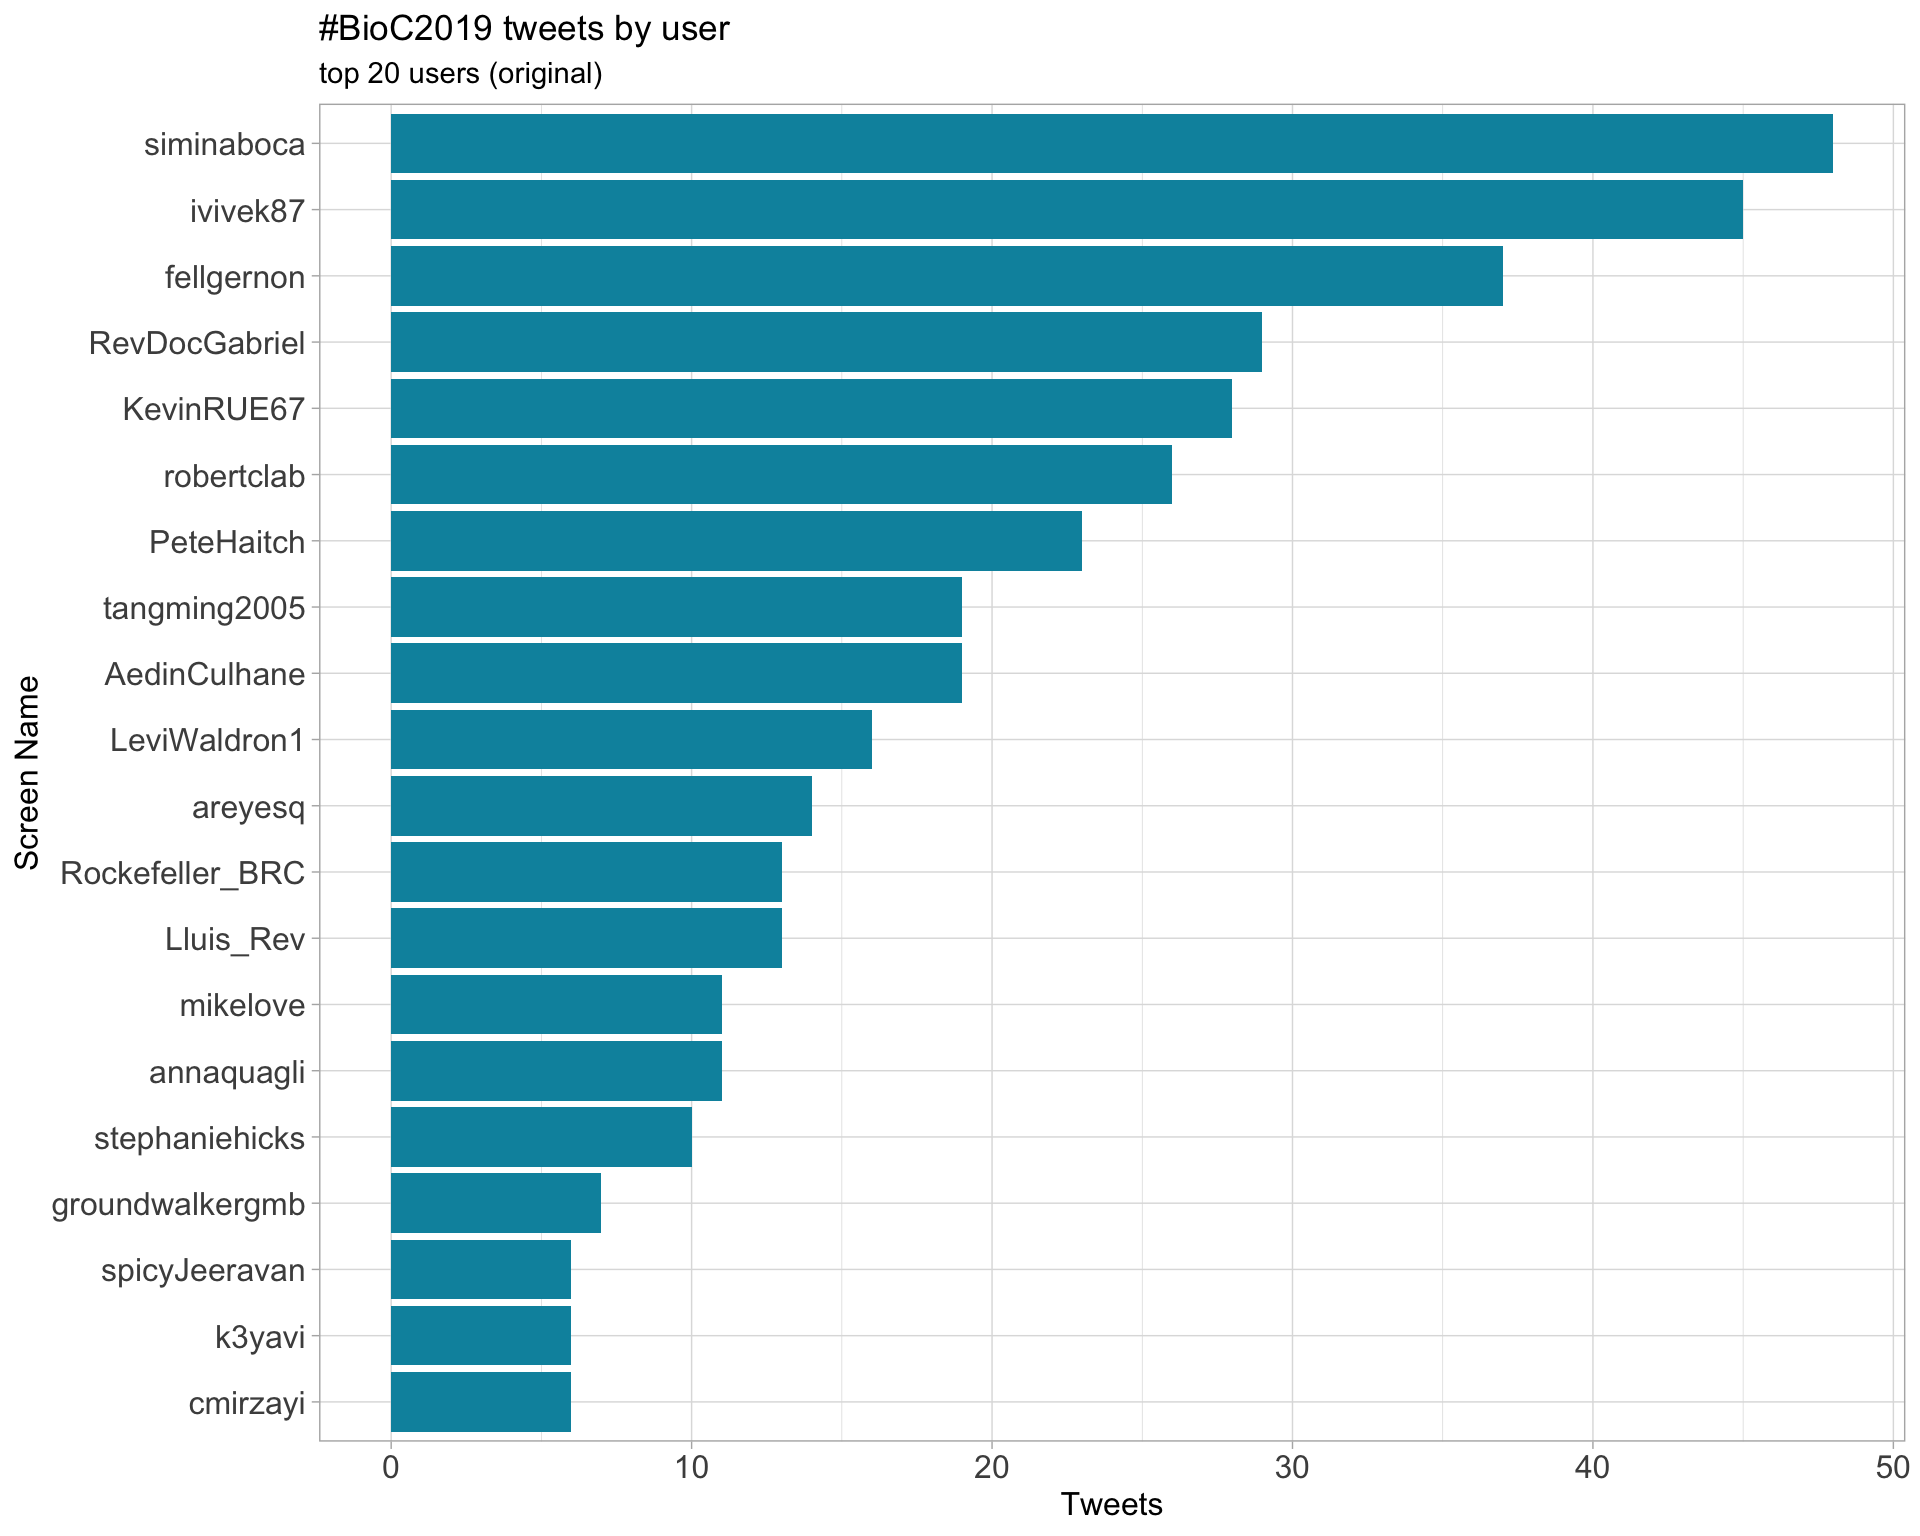 #BioC2019 tweets by user
top 20 users (original)
siminaboca
ivivek87
fellgernon
RevDocGabriel
KevinRUE67
robertclab
PeteHaitch
tangming2005
AedinCulhane
LeviWaldron1
areyesq
Rockefeller_BRC
Lluis_Rev
mikelove
annaquagli
stephaniehicks
groundwalkergmb
spicyJeeravan
k3yavi
cmirzayi
Screen Name
0 10 20 30 40 50
Tweets